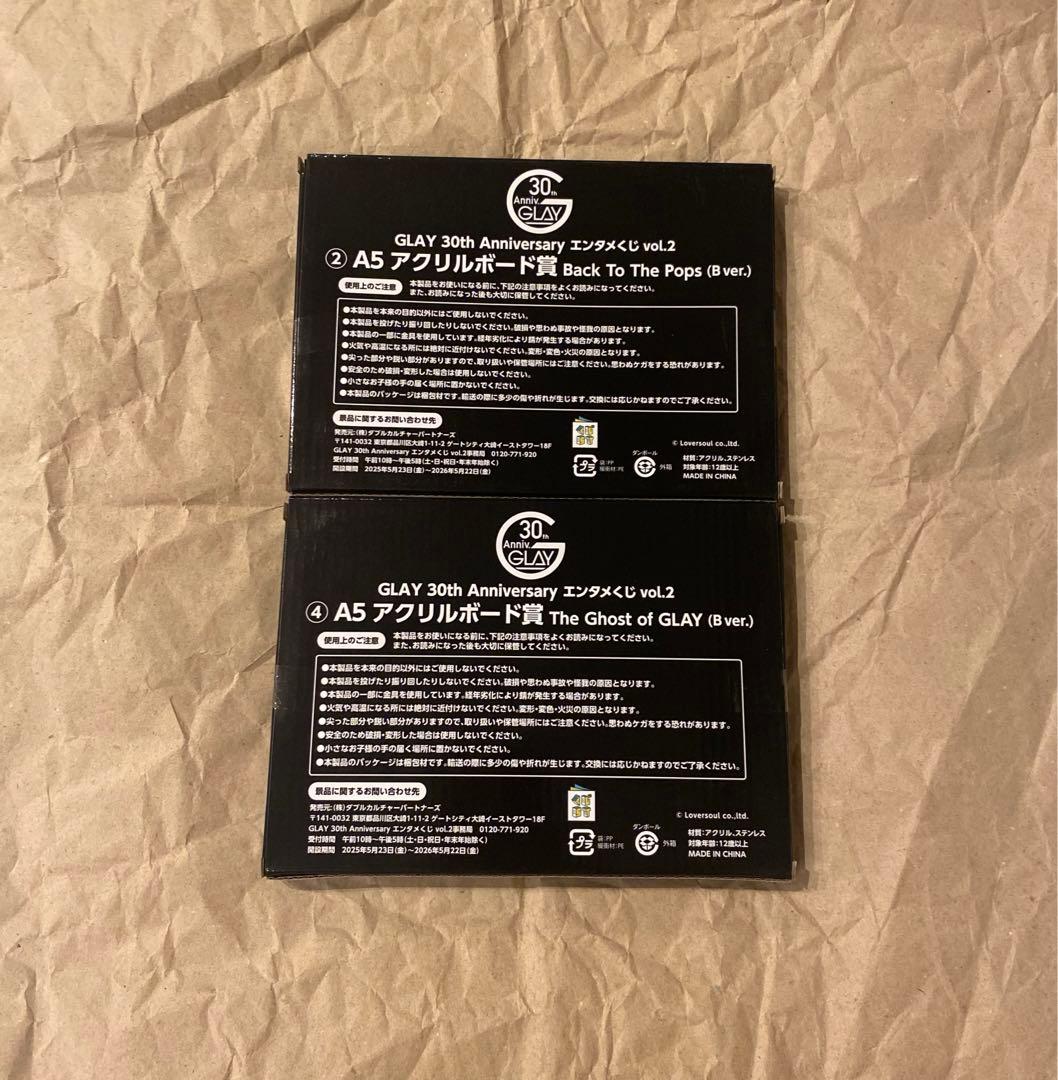 30th
Anniv.
GLAY
GLAY 30th Anniversary エンタメくじ vol.2
② A5 アクリルボード賞 Back To The Pops (B ver.)
使用上のご注意
本製品をお使いになる前に、下記の注意事項をよくお読みになってください。
また、お読みになった後も大切に保管してください。
●本製品を本来の目的以外にはご使用しないでください。
●本製品を投げたり振り回したりしないでください。破損や思わぬ事故や怪我の原因となります。
●本製品の一部に金具を使用しています。経年劣化により錆が発生する場合があります。
●火気や高温になる所には絶対に近付けないでください。変形・変色・火災の原因となります。
●尖った部分や鋭い部分がありますので、取り扱いや保管場所にはご注意ください。思わぬケガをする恐れがあります。
●安全のため破損・変形した場合は使用しないでください。
●小さなお子様の手の届く場所に置かないでください。
●本製品のパッケージは梱包材です。輸送の際に多少の傷や折れが生じます。交換には応じかねますのでご了承ください。
景品に関するお問い合わせ先
発売元:(株)ダブルカルチャーパートナーズ
〒141-0032 東京都品川区大崎1-11-2 ゲートシティ大崎イーストタワー18F
GLAY 30th Anniversary エンタメくじ vol.2事務局 0120-771-920
受付時間 午前10時〜午後5時(土・日・祝日・年末年始除く)
開設期間 2025年5月23日(金)〜2026年5月22日(金)
プラ
袋:PP
緩衝材:PE
ダンボール
外箱
© Loversoul co.,ltd.
材質:アクリル、ステンレス
対象年齢:12歳以上
MADE IN CHINA
30th
Anniv.
GLAY
GLAY 30th Anniversary エンタメくじ vol.2
④ A5 アクリルボード賞 The Ghost of GLAY (B ver.)
使用上のご注意
本製品をお使いになる前に、下記の注意事項をよくお読みになってください。
また、お読みになった後も大切に保管してください。
●本製品を本来の目的以外にはご使用しないでください。
●本製品を投げたり振り回したりしないでください。破損や思わぬ事故や怪我の原因となります。
●本製品の一部に金具を使用しています。経年劣化により錆が発生する場合があります。
●火気や高温になる所には絶対に近付けないでください。変形・変色・火災の原因となります。
●尖った部分や鋭い部分がありますので、取り扱いや保管場所にはご注意ください。思わぬケガをする恐れがあります。
●安全のため破損・変形した場合は使用しないでください。
●小さなお子様の手の届く場所に置かないでください。
●本製品のパッケージは梱包材です。輸送の際に多少の傷や折れが生じます。交換には応じかねますのでご了承ください。
景品に関するお問い合わせ先
発売元:(株)ダブルカルチャーパートナーズ
〒141-0032 東京都品川区大崎1-11-2 ゲートシティ大崎イーストタワー18F
GLAY 30th Anniversary エンタメくじ vol.2事務局 0120-771-920
受付時間 午前10時〜午後5時(土・日・祝日・年末年始除く)
開設期間 2025年5月23日(金)〜2026年5月22日(金)
プラ
袋:PP
緩衝材:PE
ダンボール
外箱
© Loversoul co.,ltd.
材質:アクリル、ステンレス
対象年齢:12歳以上
MADE IN CHINA